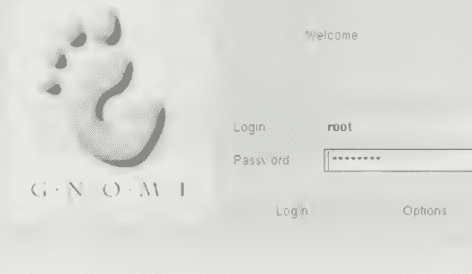 Welcome
Login root
Password ********
G·N·O·M·E
Login Options